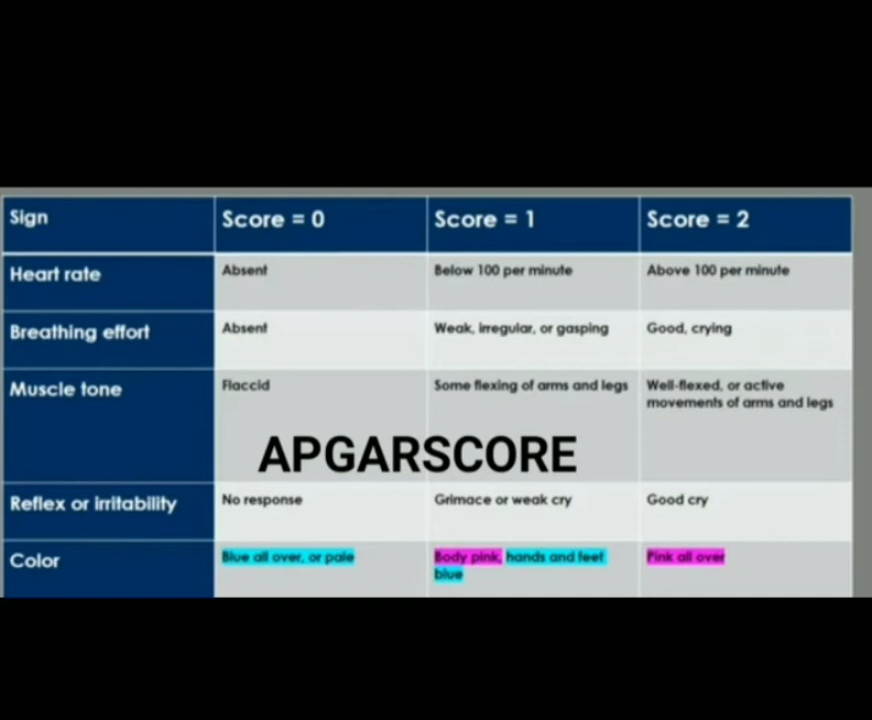 Sign Score = 0 Score = 1 Score = 2
Heart rate Absent Below 100 per minute Above 100 per minute
Breathing effort Absent Weak, irregular, or gasping Good, crying
Muscle tone Flaccid Some flexing of arms and legs Well-flexed, or active
movements of arms and legs
APGARSCORE
Reflex or irritability No response Grimace or weak cry Good cry
Color Blue all over, or pale Body pink, hands and feet Pink all over
blue